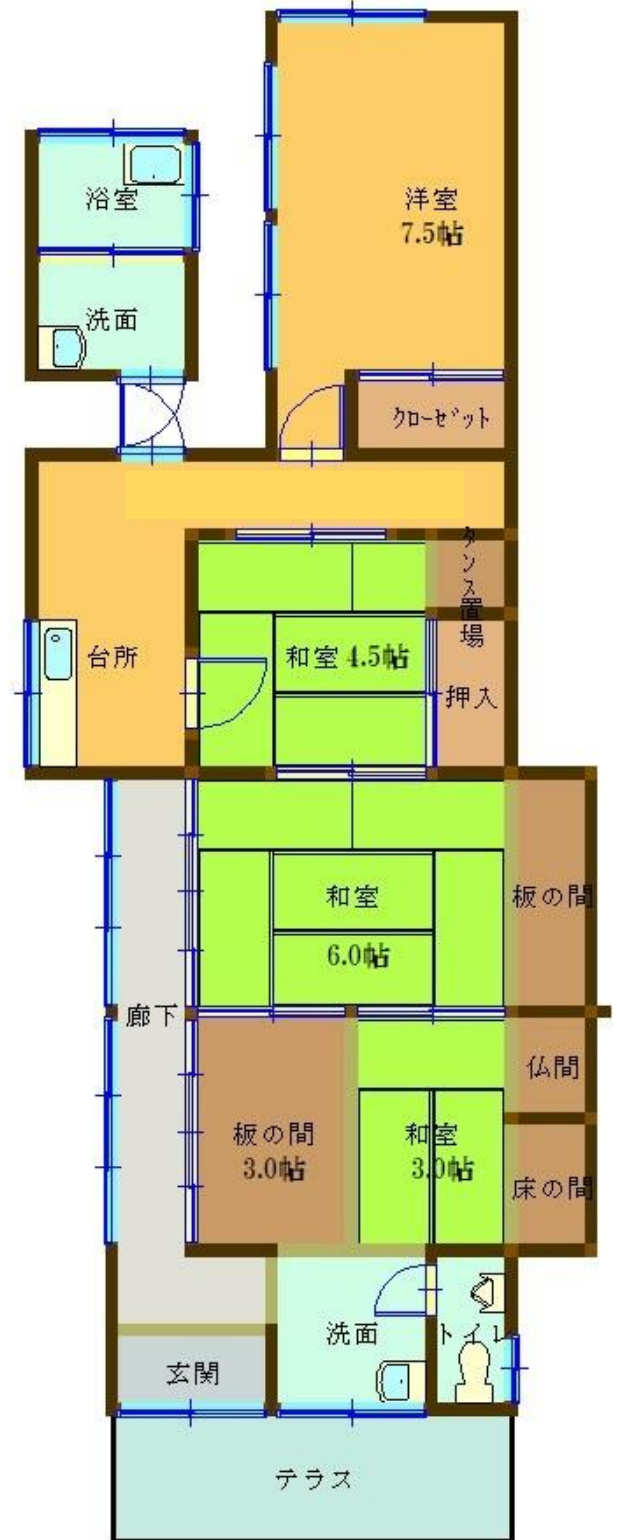 浴室
洋室
7.5帖
洗面
クローゼット
タンス置場
台所
和室 4.5帖
押入
和室
6.0帖
板の間
廊下
仏間
板の間
3.0帖
和室
3.0帖
床の間
洗面
トイレ
玄関
テラス